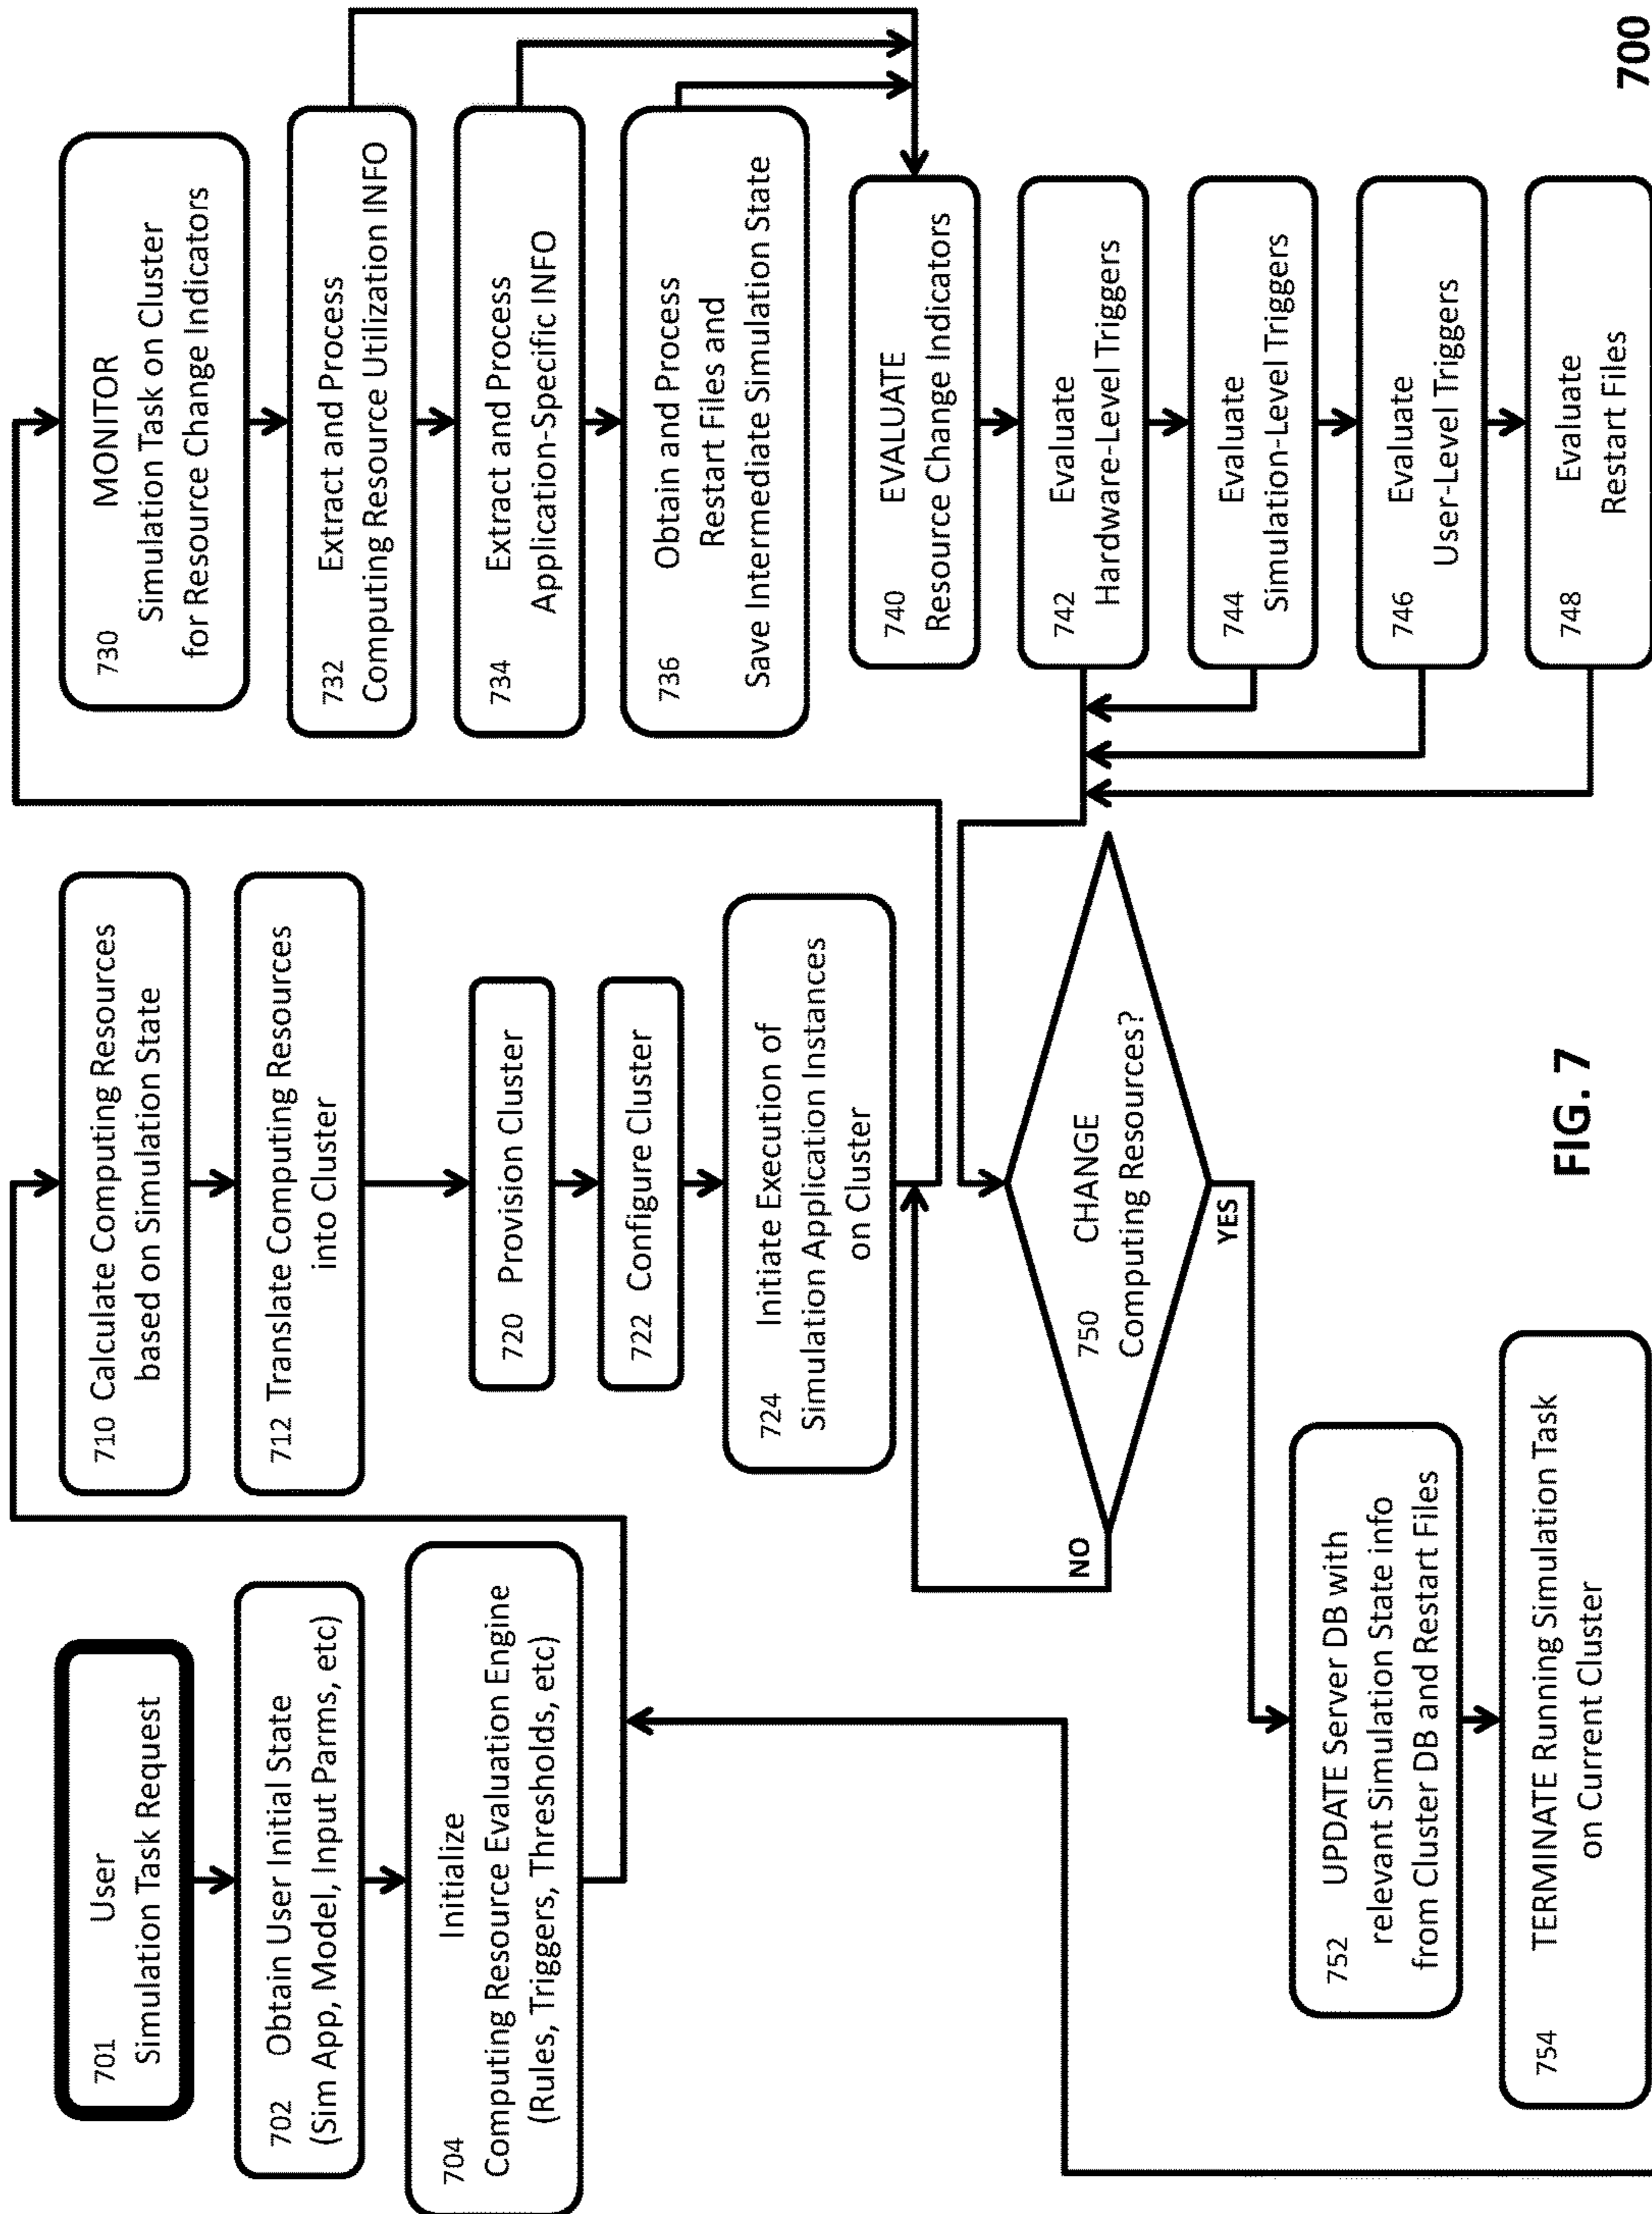 701 User
Simulation Task Request
702 Obtain User Initial State
(Sim App, Model, Input Parms, etc)
704 Initialize
Computing Resource Evaluation Engine
(Rules, Triggers, Thresholds, etc)
710 Calculate Computing Resources
based on Simulation State
712 Translate Computing Resources
into Cluster
720 Provision Cluster
722 Configure Cluster
724 Initiate Execution of
Simulation Application Instances
on Cluster
730 MONITOR
Simulation Task on Cluster
for Resource Change Indicators
732 Extract and Process
Computing Resource Utilization INFO
734 Extract and Process
Application-Specific INFO
736 Obtain and Process
Restart Files and
Save Intermediate Simulation State
740 EVALUATE
Resource Change Indicators
742 Evaluate
Hardware-Level Triggers
744 Evaluate
Simulation-Level Triggers
746 Evaluate
User-Level Triggers
748 Evaluate
Restart Files
750 CHANGE
Computing Resources?
NO
YES
752 UPDATE Server DB with
relevant Simulation State info
from Cluster DB and Restart Files
754 TERMINATE Running Simulation Task
on Current Cluster
FIG. 7
700